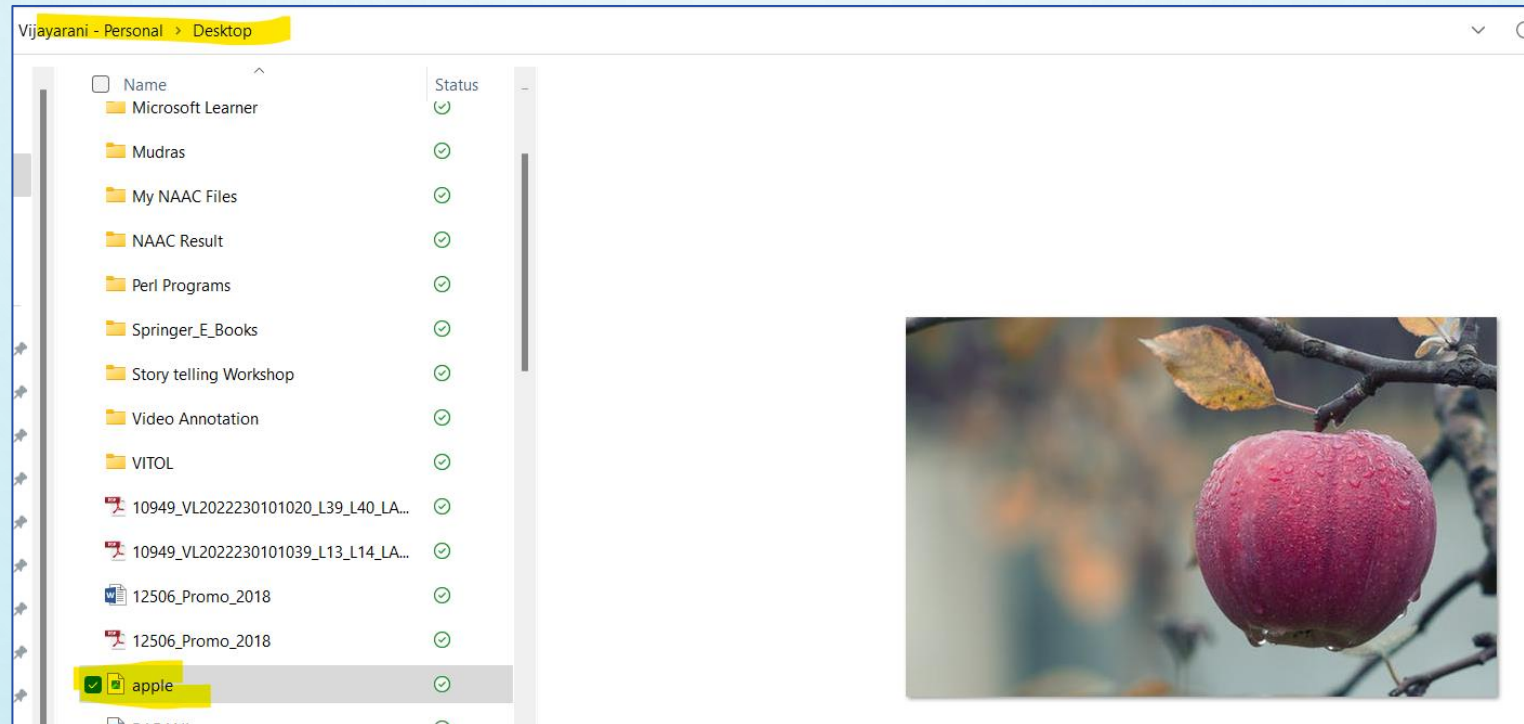 Vijayarani - Personal > Desktop
Name Status
Microsoft Learner
Mudras
My NAAC Files
NAAC Result
Perl Programs
Springer_E_Books
Story telling Workshop
Video Annotation
VITOL
10949_VL2022230101020_L39_L40_LA...
10949_VL2022230101039_L13_L14_LA...
12506_Promo_2018
12506_Promo_2018
apple